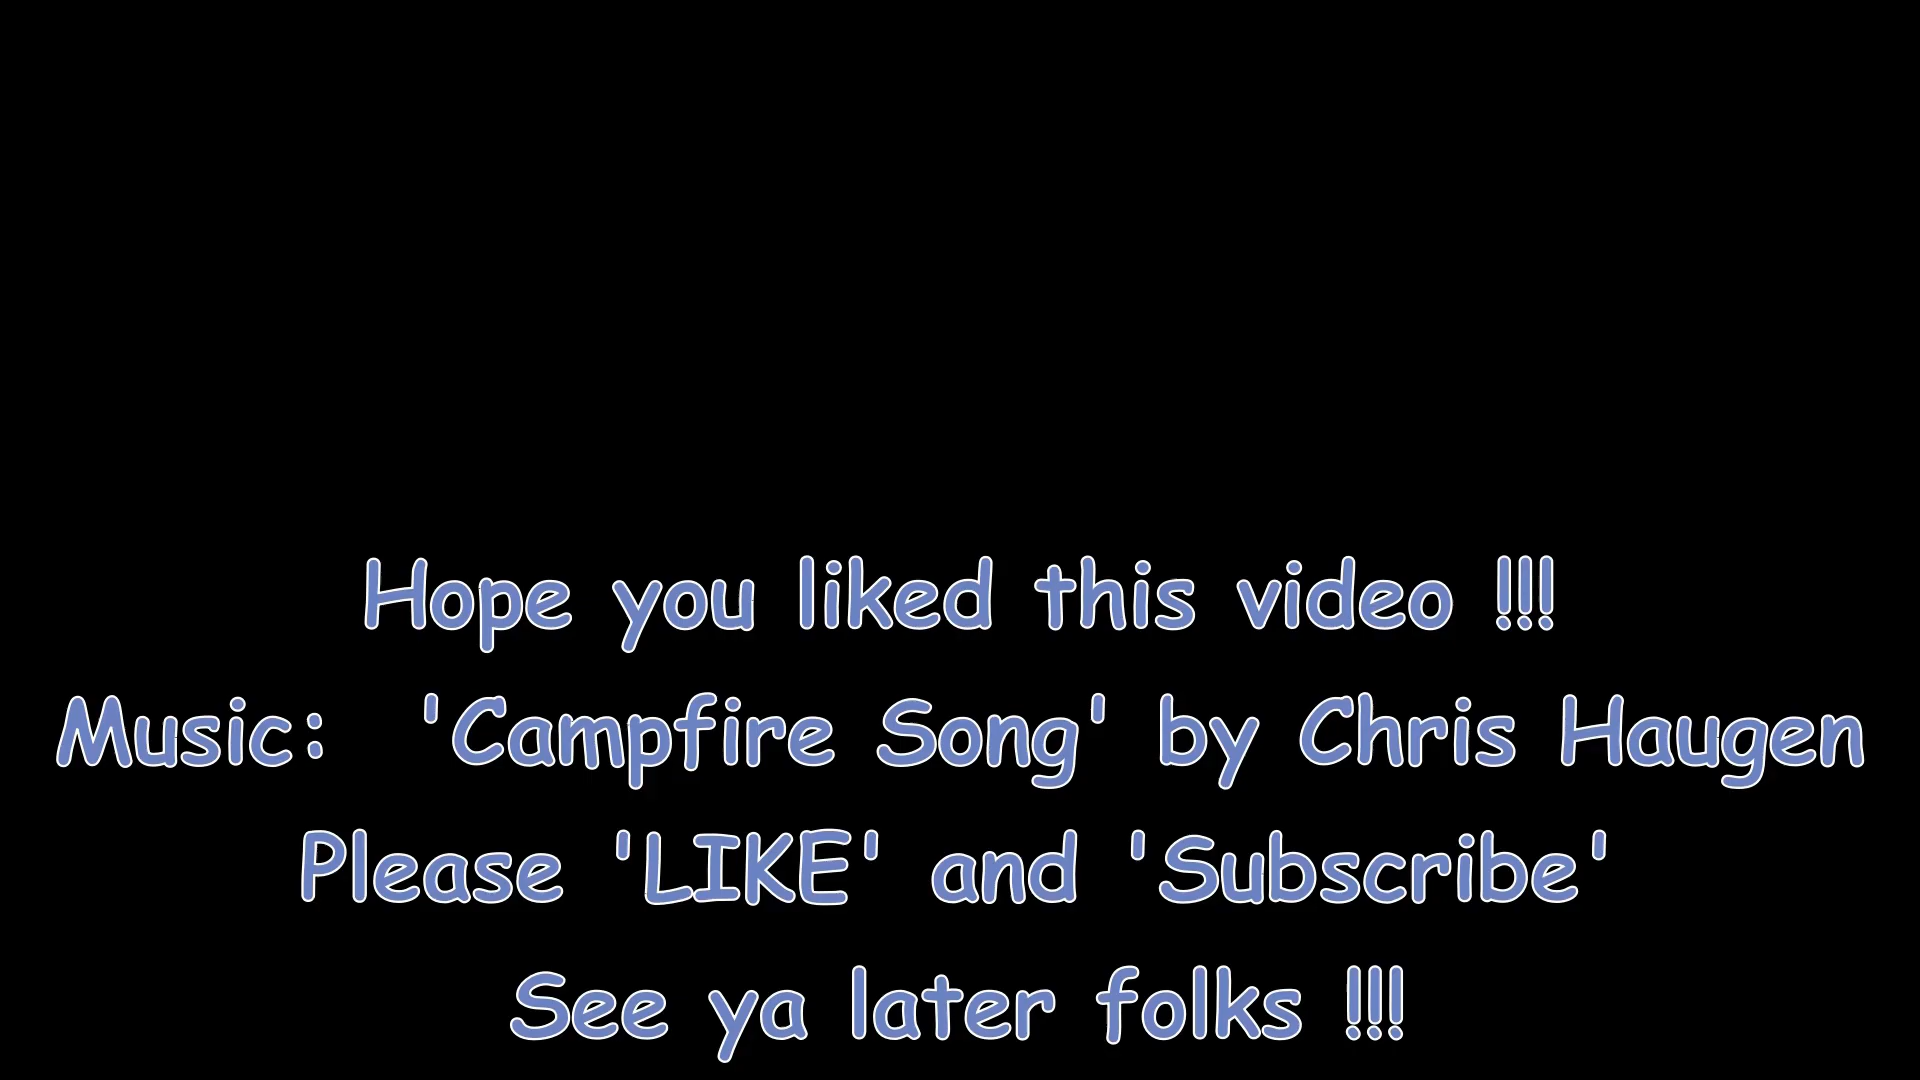 Hope you liked this video !!!
Music:  'Campfire Song' by Chris Haugen
Please 'LIKE' and 'Subscribe'
See ya later folks !!!